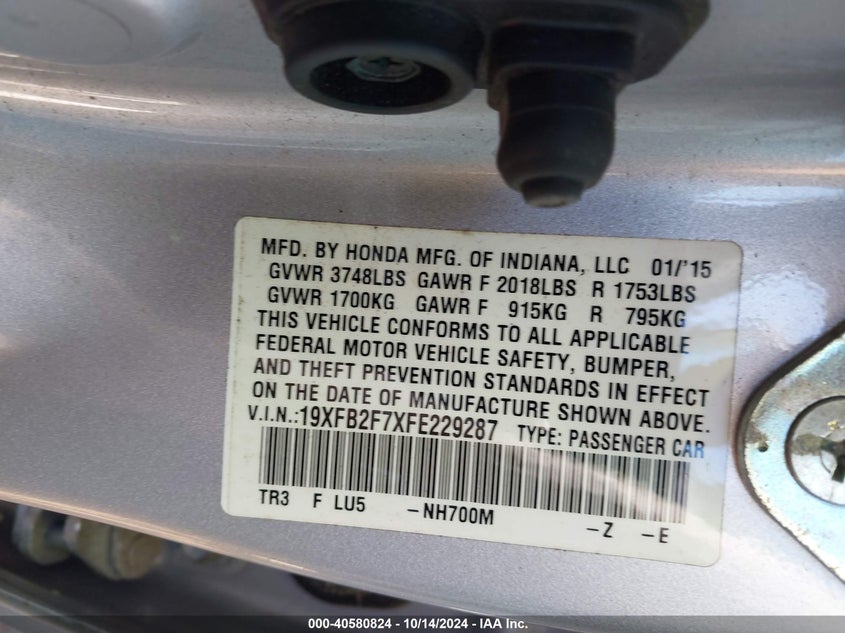 MFD. BY HONDA MFG. OF INDIANA, LLC 01/'15
GVWR 3748LBS GAWR F 2018LBS R 1753LBS
GVWR 1700KG GAWR F 915KG R 795KG
THIS VEHICLE CONFORMS TO ALL APPLICABLE
FEDERAL MOTOR VEHICLE SAFETY, BUMPER,
AND THEFT PREVENTION STANDARDS IN EFFECT
ON THE DATE OF MANUFACTURE SHOWN ABOVE.
V.I.N.:19XFB2F7XFE229287 TYPE: PASSENGER CAR
TR3 F LU5 -NH700M -Z -E
000-40580824 - 10/14/2024 - IAA Inc.